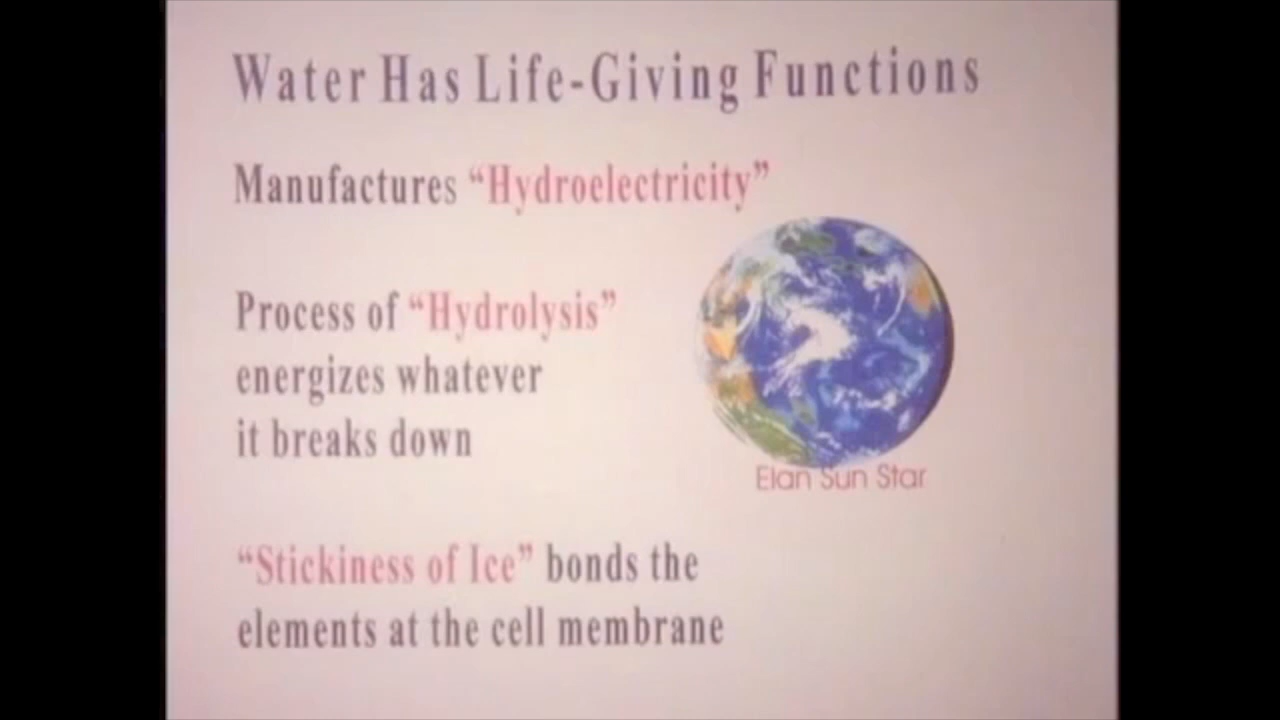 Water Has Life-Giving Functions
Manufactures “Hydroelectricity”
Process of “Hydrolysis”
energizes whatever
it breaks down
Elan Sun Star
“Stickiness of Ice” bonds the
elements at the cell membrane